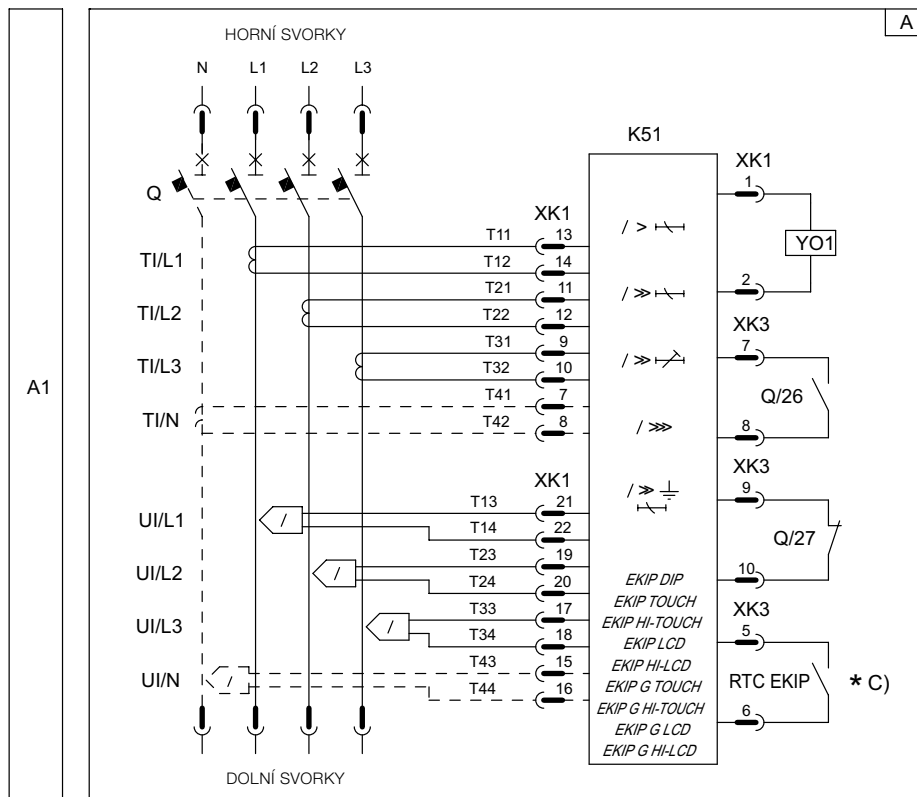 A
HORNÍ SVORKY
N L1 L2 L3
K51
XK1
1
Q
XK1
T11 13
YO1
TI/L1
T12 14
T21 11
2
TI/L2
T22 12
XK3
T31 9
7
TI/L3
T32 10
A1
T41 7
Q/26
TI/N
T42 8
8
XK3
XK1
9
T13 21
UI/L1
T14 22
Q/27
T23 19
UI/L2
T24 20
10
EKIP DIP
EKIP TOUCH
XK3
T33 17
EKIP HI-TOUCH
5
UI/L3
T34 18
EKIP LCD
EKIP HI-LCD
T43 15
UI/N
EKIP G TOUCH
RTC EKIP * C)
T44 16
EKIP G HI-TOUCH
6
EKIP G LCD
EKIP G HI-LCD
DOLNÍ SVORKY